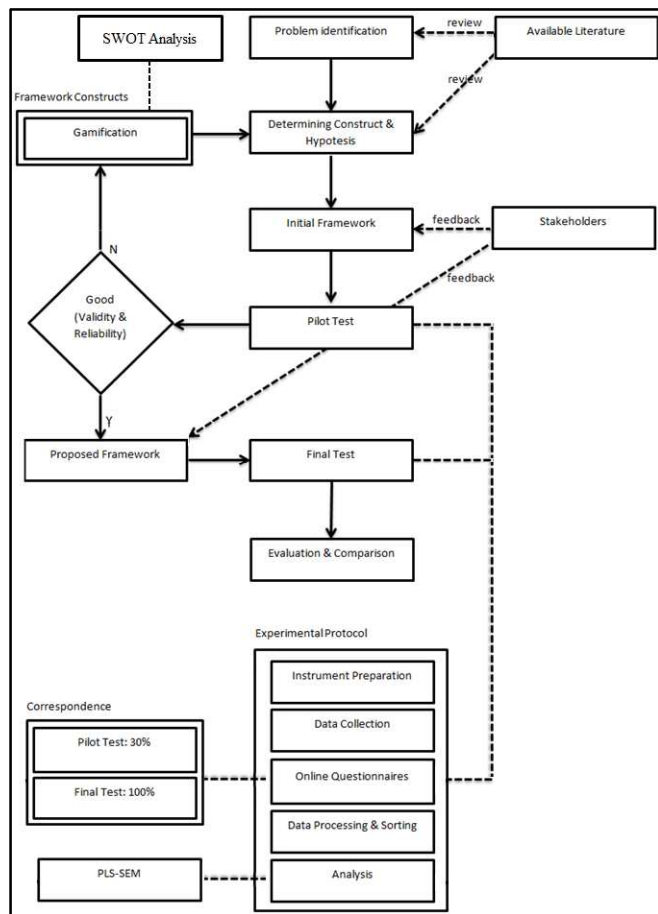 SWOT Analysis
Problem identification
review
Available Literature
review
Framework Constructs
Gamification
Determining Construct &
Hypotesis
Initial Framework
feedback
Stakeholders
feedback
N
Good
(Validity &
Reliability)
Pilot Test
Y
Proposed Framework
Final Test
Evaluation & Comparison
Experimental Protocol
Instrument Preparation
Data Collection
Online Questionnaires
Data Processing & Sorting
Analysis
Correspondence
Pilot Test: 30%
Final Test: 100%
PLS-SEM